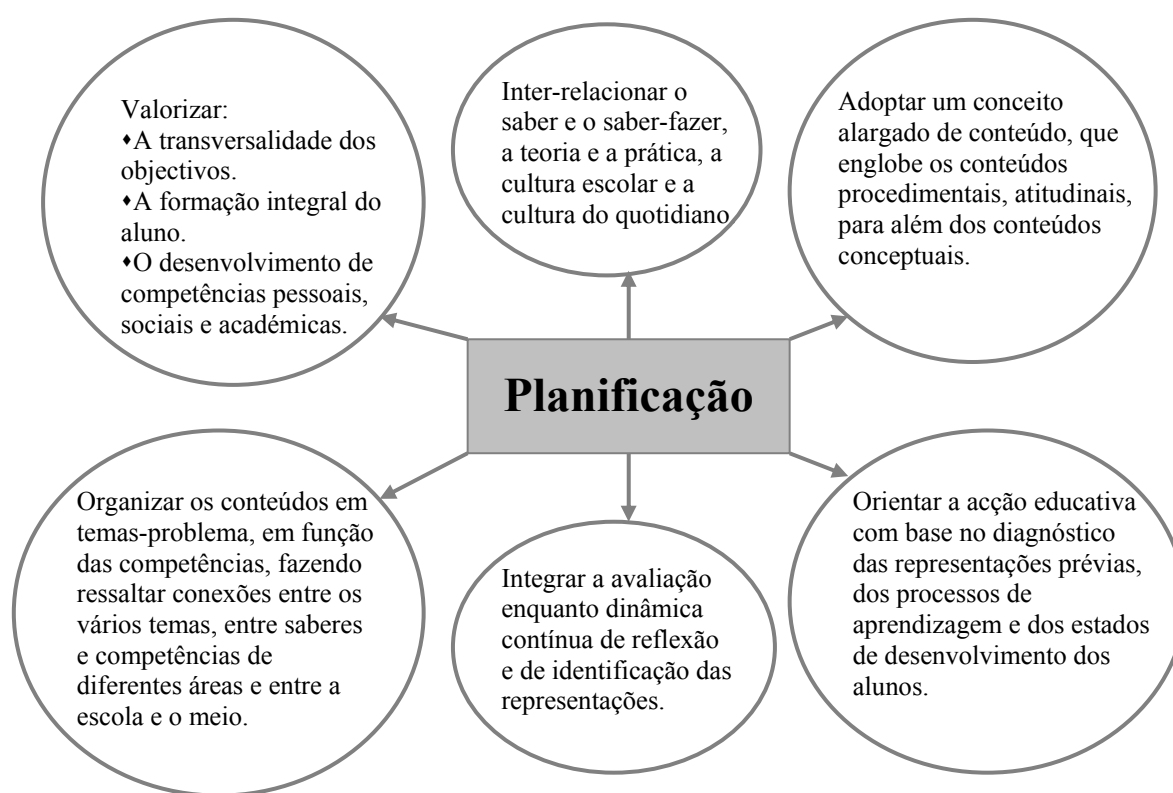 Valorizar:
♦A transversalidade dos
objectivos.
♦A formação integral do
aluno.
♦O desenvolvimento de
competências pessoais,
sociais e académicas.
Inter-relacionar o
saber e o saber-fazer,
a teoria e a prática, a
cultura escolar e a
cultura do quotidiano
Adoptar um conceito
alargado de conteúdo, que
englobe os conteúdos
procedimentais, atitudinais,
para além dos conteúdos
conceptuais.
Planificação
Organizar os conteúdos em
temas-problema, em função
das competências, fazendo
ressaltar conexões entre os
vários temas, entre saberes
e competências de
diferentes áreas e entre a
escola e o meio.
Integrar a avaliação
enquanto dinâmica
contínua de reflexão
e de identificação das
representações.
Orientar a acção educativa
com base no diagnóstico
das representações prévias,
dos processos de
aprendizagem e dos estados
de desenvolvimento dos
alunos.